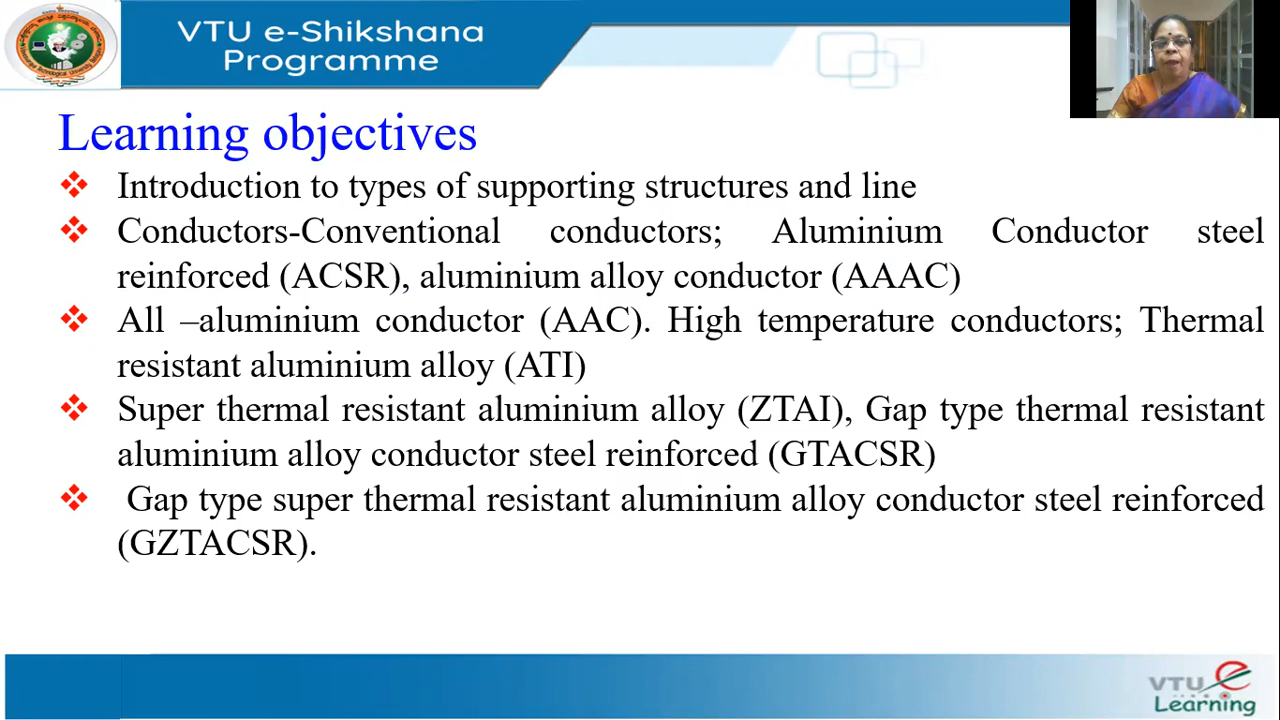 VTU e-Shikshana
Programme
Learning objectives
❖ Introduction to types of supporting structures and line
❖ Conductors-Conventional conductors; Aluminium Conductor steel
reinforced (ACSR), aluminium alloy conductor (AAAC)
❖ All –aluminium conductor (AAC). High temperature conductors; Thermal
resistant aluminium alloy (ATI)
❖ Super thermal resistant aluminium alloy (ZTAI), Gap type thermal resistant
aluminium alloy conductor steel reinforced (GTACSR)
❖ Gap type super thermal resistant aluminium alloy conductor steel reinforced
(GZTACSR).
VTU e
Learning